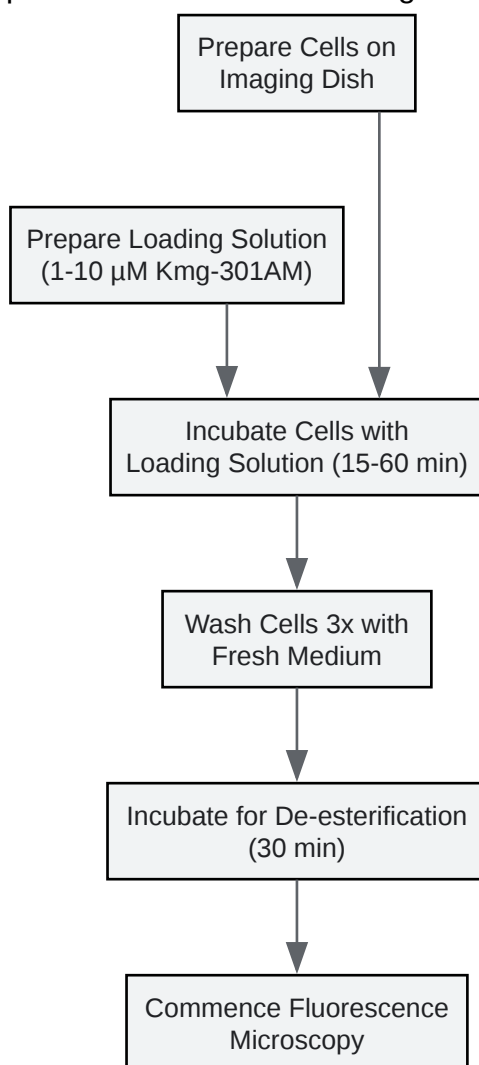 Prepare Cells on
Imaging Dish
Prepare Loading Solution
(1-10 µM Kmg-301AM)
Incubate Cells with
Loading Solution (15-60 min)
Wash Cells 3x with
Fresh Medium
Incubate for De-esterification
(30 min)
Commence Fluorescence
Microscopy